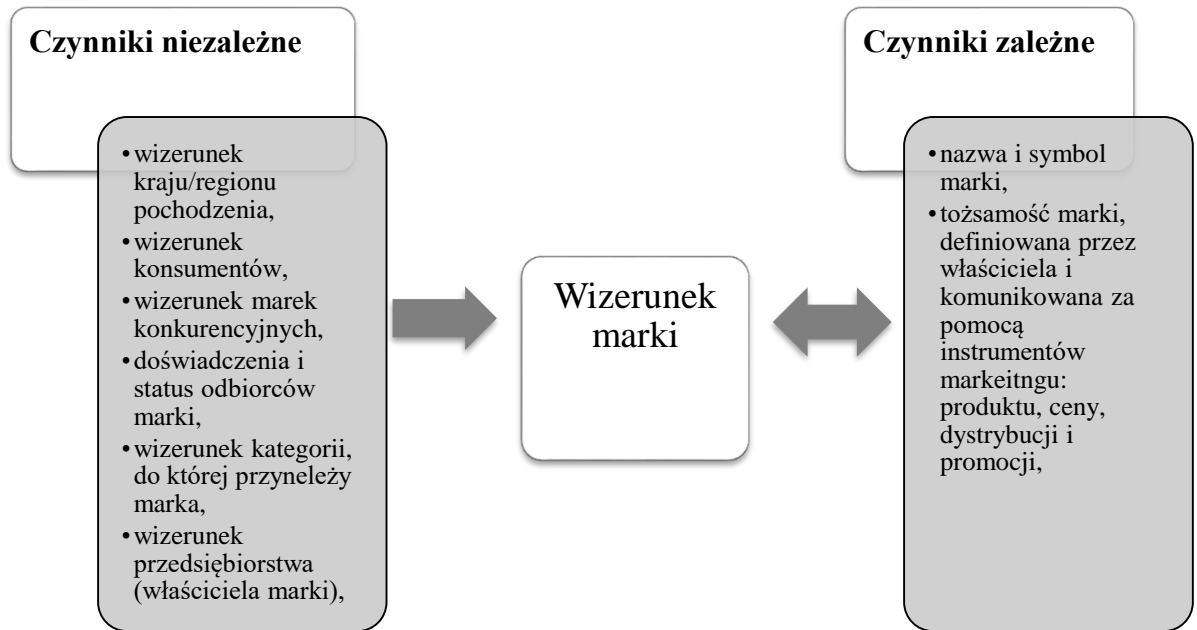 Czynniki niezależne
•wizerunek
kraju/regionu
pochodzenia,
•wizerunek
konsumentów,
•wizerunek marek
konkurencyjnych,
•doświadczenia i
status odbiorców
marki,
•wizerunek kategorii,
do której przyneleży
marka,
•wizerunek
przedsiębiorstwa
(właściciela marki),
Wizerunek
marki
Czynniki zależne
•nazwa i symbol
marki,
•tożsamość marki,
definiowana przez
właściciela i
komunikowana za
pomocą
instrumentów
markeitngu:
produktu, ceny,
dystrybucji i
promocji,